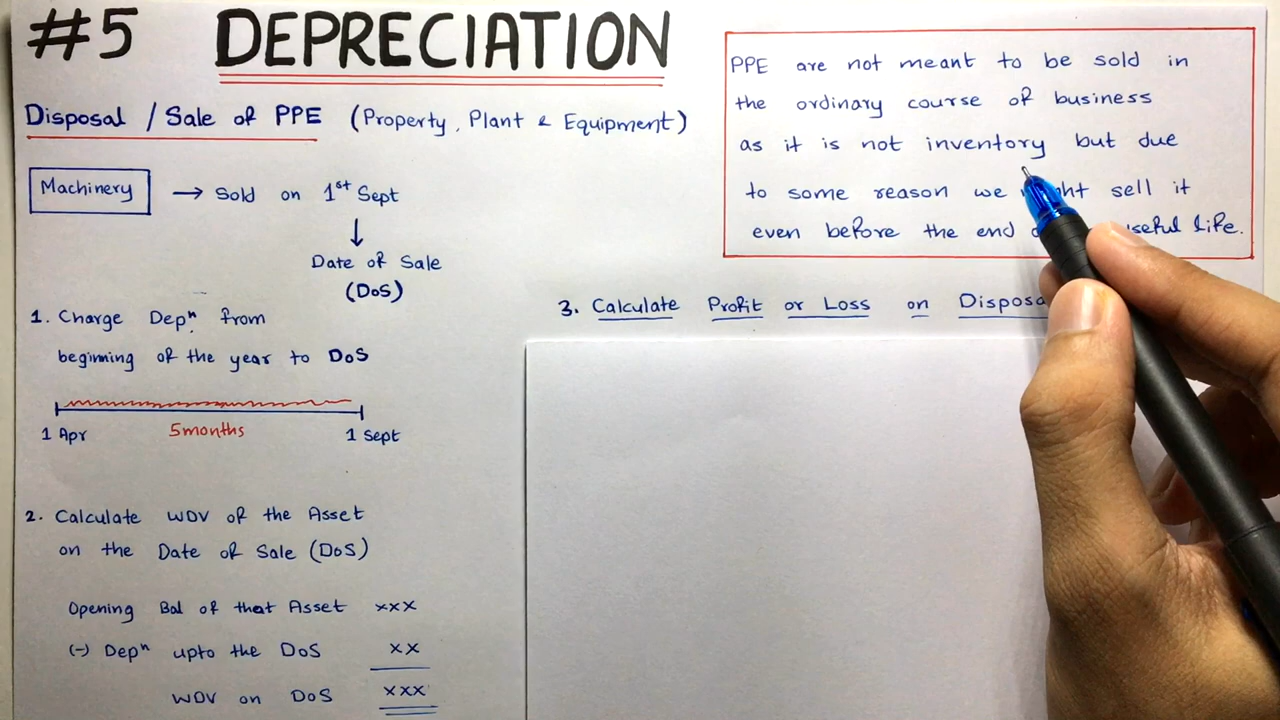 #5 DEPRECIATION
Disposal / Sale of PPE (Property, Plant & Equipment)
Machinery → Sold on 1st Sept
↓
Date of Sale
(DoS)
1. Charge Depn from
beginning of the year to DoS
1 Apr 5months 1 Sept
2. Calculate WDV of the Asset
on the Date of Sale (DoS)
Opening Bal of that Asset xxx
(-) Depn upto the DoS xx
WDV on DoS xxx
PPE are not meant to be sold in
the ordinary course of business
as it is not inventory but due
to some reason we sell it
even before the end useful life.
3. Calculate Profit or Loss on